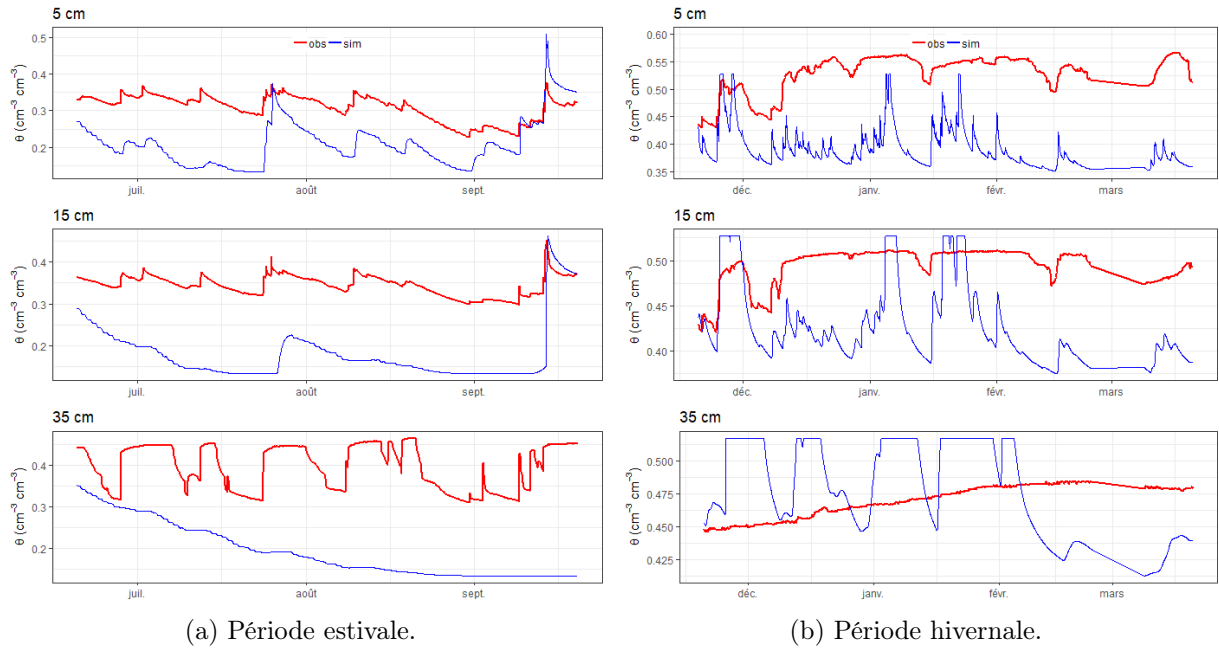 5 cm
obs sim
0.5
0.4
0.3
0.2
θ (cm⁻³ cm⁻³)
juil. août sept.
15 cm
0.4
0.3
0.2
θ (cm⁻³ cm⁻³)
juil. août sept.
35 cm
0.4
0.3
0.2
θ (cm⁻³ cm⁻³)
juil. août sept.
(a) Période estivale.
5 cm
obs sim
0.60
0.55
0.50
0.45
0.40
0.35
θ (cm⁻³ cm⁻³)
déc. janv. févr. mars
15 cm
0.50
0.45
0.40
θ (cm⁻³ cm⁻³)
déc. janv. févr. mars
35 cm
0.500
0.475
0.450
0.425
θ (cm⁻³ cm⁻³)
déc. janv. févr. mars
(b) Période hivernale.